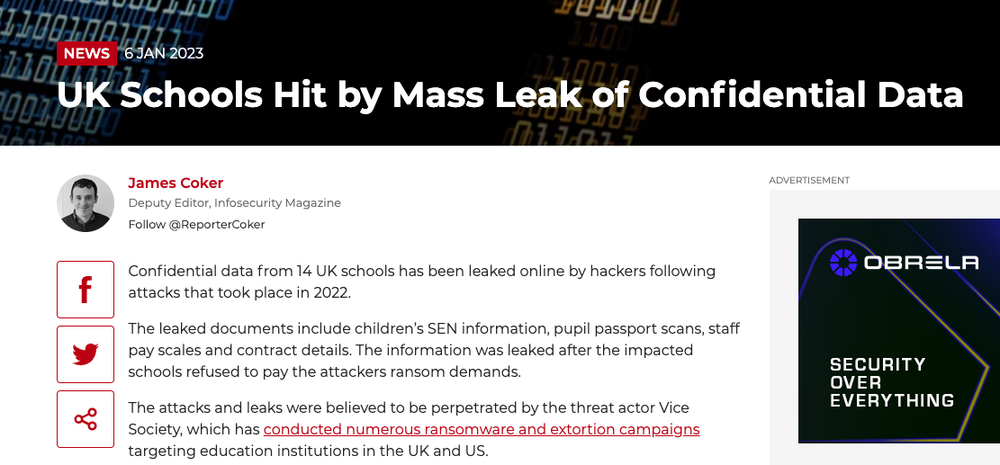 NEWS 6 JAN 2023
UK Schools Hit by Mass Leak of Confidential Data
James Coker
Deputy Editor, Infosecurity Magazine
Follow @ReporterCoker
Confidential data from 14 UK schools has been leaked online by hackers following
attacks that took place in 2022.
The leaked documents include children’s SEN information, pupil passport scans, staff
pay scales and contract details. The information was leaked after the impacted
schools refused to pay the attackers ransom demands.
The attacks and leaks were believed to be perpetrated by the threat actor Vice
Society, which has conducted numerous ransomware and extortion campaigns
targeting education institutions in the UK and US.
ADVERTISEMENT
OBRELA
SECURITY
OVER
EVERYTHING